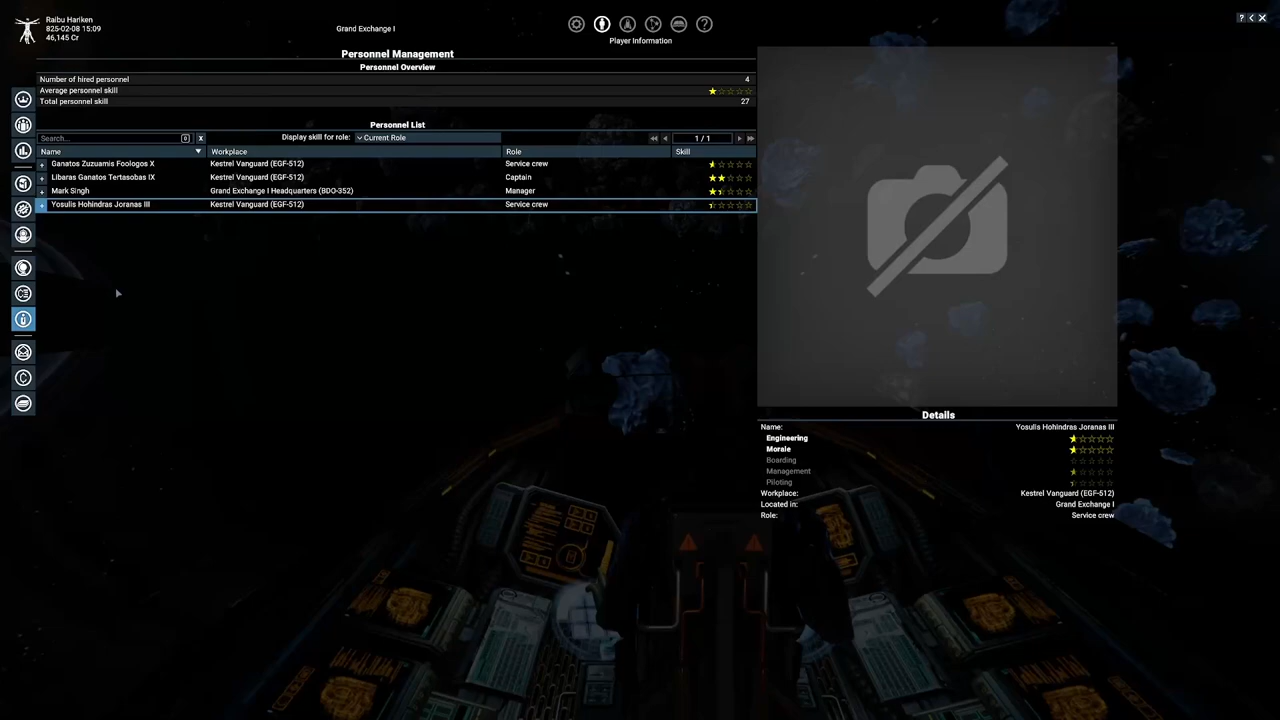 Raibu Hariken
825-02-08 15:09
46,145 Cr
Grand Exchange I
Player Information
? < X
Personnel Management
Personnel Overview
Number of hired personnel 4
Average personnel skill
Total personnel skill 27
Personnel List
Search... 0 x Display skill for role: Current Role 1 / 1
Name Workplace Role Skill
+ Ganatos Zuzuamis Foologos X Kestrel Vanguard (EGF-512) Service crew
+ Libaras Ganatos Tertasobas IX Kestrel Vanguard (EGF-512) Captain
+ Mark Singh Grand Exchange I Headquarters (BDO-352) Manager
+ Yosulis Hohindras Joranas III Kestrel Vanguard (EGF-512) Service crew
Details
Name: Yosulis Hohindras Joranas III
Engineering
Morale
Boarding
Management
Piloting
Workplace: Kestrel Vanguard (EGF-512)
Located in: Grand Exchange I
Role: Service crew